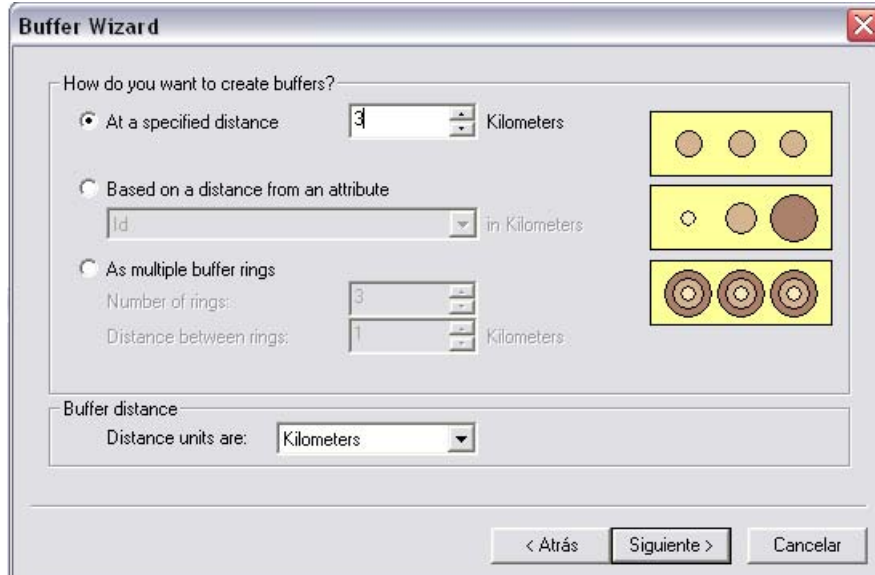 Buffer Wizard
How do you want to create buffers?
At a specified distance 3 Kilometers
Based on a distance from an attribute
Id in Kilometers
As multiple buffer rings
Number of rings: 3
Distance between rings: 1 Kilometers
Buffer distance
Distance units are: Kilometers
< Atrás Siguiente > Cancelar